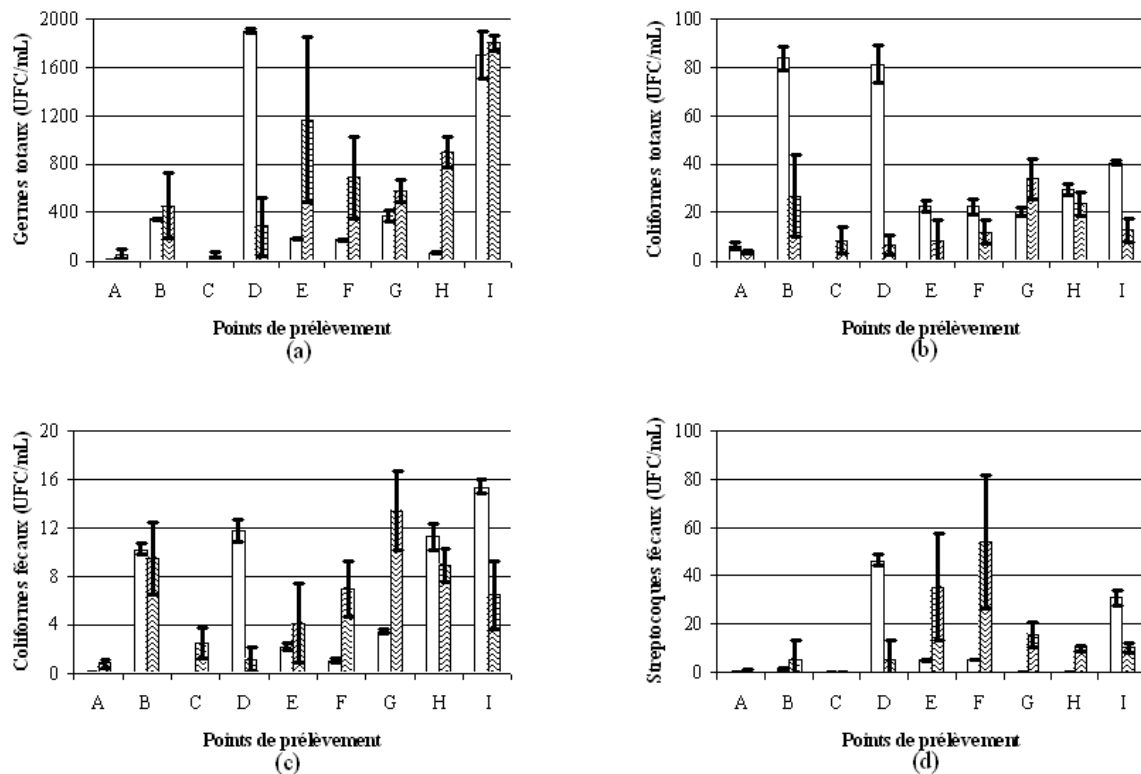 Germes totaux (UFC/mL)
2000
1600
1200
800
400
0
A B C D E F G H I
Points de prélèvement
(a)
Coliformes totaux (UFC/mL)
100
80
60
40
20
0
A B C D E F G H I
Points de prélèvement
(b)
Coliformes fécaux (UFC/mL)
20
16
12
8
4
0
A B C D E F G H I
Points de prélèvement
(c)
Streptocoques fécaux (UFC/mL)
100
80
60
40
20
0
A B C D E F G H I
Points de prélèvement
(d)